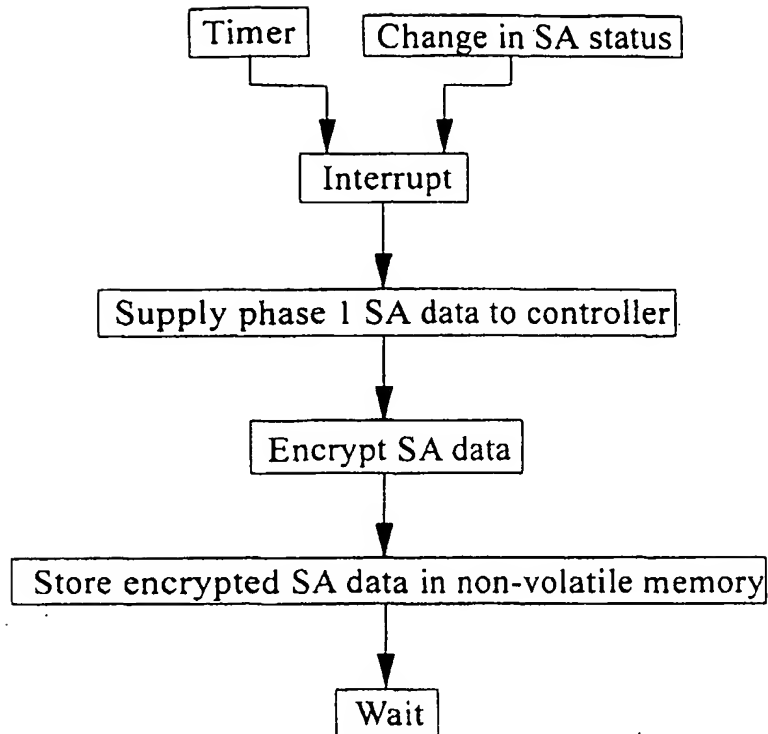 Timer
Change in SA status
Interrupt
Supply phase 1 SA data to controller
Encrypt SA data
Store encrypted SA data in non-volatile memory
Wait